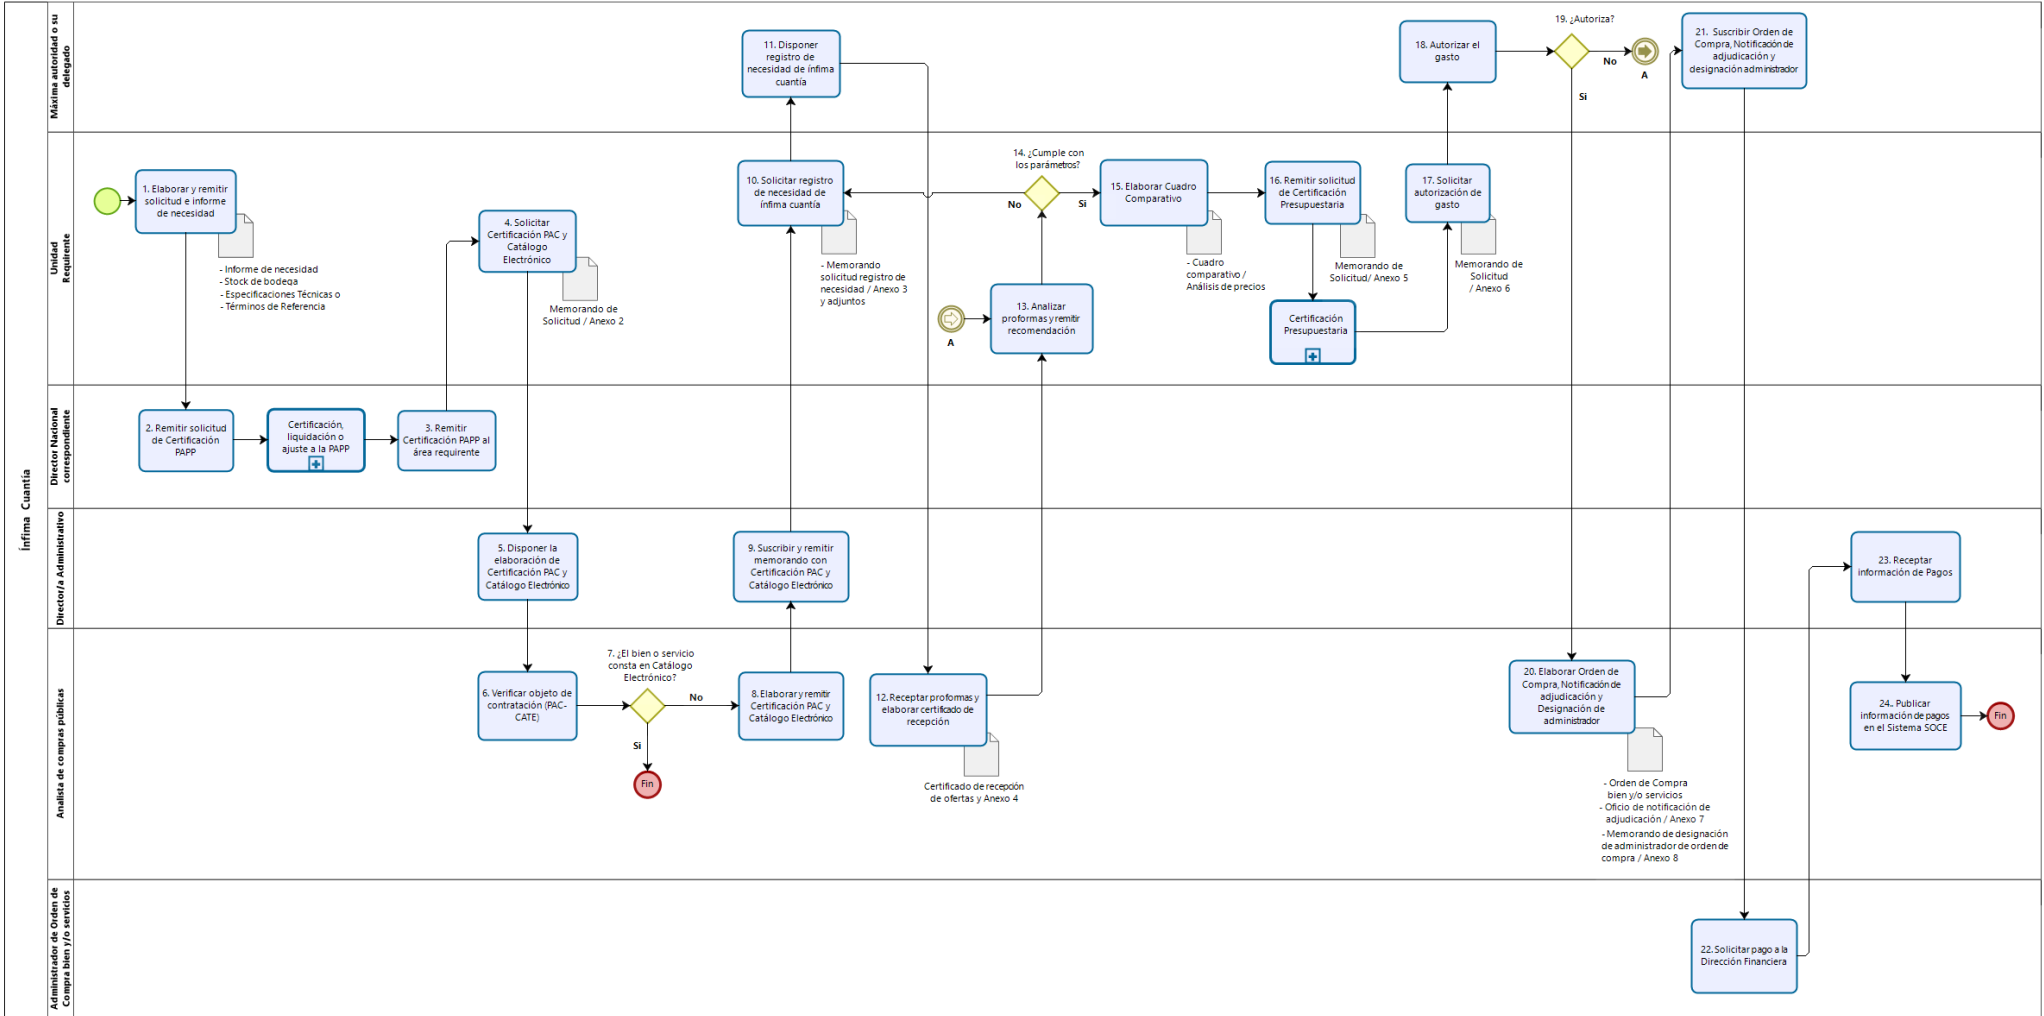 Ínfima Cuantía
Máxima autoridad o su
delegado
11. Disponer
registro de
necesidad de ínfima
cuantía
18. Autorizar el
gasto
19. ¿Autoriza?
No
A
Si
21. Suscribir Orden de
Compra, Notificación de
adjudicación y
designación administrador
Unidad
Requirente
1. Elaborar y remitir
solicitud e informe
de necesidad
- Informe de necesidad
- Stock de bodega
- Especificaciones Técnicas o
- Términos de Referencia
4. Solicitar
Certificación PAC y
Catálogo
Electrónico
Memorando de
Solicitud / Anexo 2
10. Solicitar registro
de necesidad de
ínfima cuantía
- Memorando
solicitud registro de
necesidad / Anexo 3
y adjuntos
A
13. Analizar
proformas y remitir
recomendación
14. ¿Cumple con
los parámetros?
No
Si
15. Elaborar Cuadro
Comparativo
- Cuadro
comparativo /
Análisis de precios
16. Remitir solicitud
de Certificación
Presupuestaria
Memorando de
Solicitud/ Anexo 5
Certificación
Presupuestaria
17. Solicitar
autorización de
gasto
Memorando de
Solicitud
/ Anexo 6
Director Nacional
correspondiente
2. Remitir solicitud
de Certificación
PAPP
Certificación,
liquidación o
ajuste a la PAPP
3. Remitir
Certificación PAPP al
área requirente
Director/a Administrativo
5. Disponer la
elaboración de
Certificación PAC y
Catálogo Electrónico
9. Suscribir y remitir
memorando con
Certificación PAC y
Catálogo Electrónico
23. Receptar
información de Pagos
Analista de compras públicas
6. Verificar objeto de
contratación (PAC-
CATE)
7. ¿El bien o servicio
consta en Catálogo
Electrónico?
No
Si
Fin
8. Elaborar y remitir
Certificación PAC y
Catálogo Electrónico
12. Receptar proformas y
elaborar certificado de
recepción
Certificado de recepción
de ofertas y Anexo 4
20. Elaborar Orden de
Compra, Notificación de
adjudicación y
Designación de
administrador
- Orden de Compra
bien y/o servicios
- Oficio de notificación de
adjudicación / Anexo 7
- Memorando de designación
de administrador de orden de
compra / Anexo 8
24.. Publicar
información de pagos
en el Sistema SOCE
Fin
Administrador de Orden de
Compra bien y/o servicios
22. Solicitar pago a la
Dirección Financiera